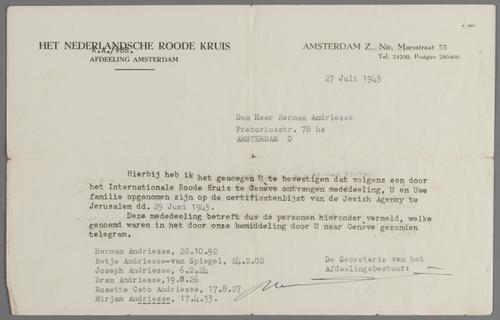 HET NEDERLANDSCHE ROODE KRUIS
K.A./VBB.
AFDEELING AMSTERDAM
AMSTERDAM Z., Nic. Maesstraat 53
Tel. 24200, Postgiro 280400
27 Juli 1943
Den Heer Herman Andriesse
Pretoriusstr. 78 hs
AMSTERDAM O
Hierbij heb ik het genoegen U te bevestigen dat volgens een door
het Internationale Roode Kruis te Genève ontvangen mededeeling, U en Uwe
familie opgenomen zijn op de certificatenlijst van de Jewish Agency te
Jerusalem dd. 29 Juni 1943.
Deze mededeeling betreft dus de personen hieronder vermeld, welke
genoemd waren in het door onze bemiddeling door U naar Genève gezonden
telegram.
Herman Andriesse, 28.10.92
Betje Andriesse-van Spiegel, 24.2.02
Joseph Andriesse, 6.2.24
Bram Andriesse, 19.8.26
Rosette Cato Andriesse, 17.8.27
Mirjam Andriesse, 17.4.33.
De Secretaris van het
Afdeelingsbestuur: